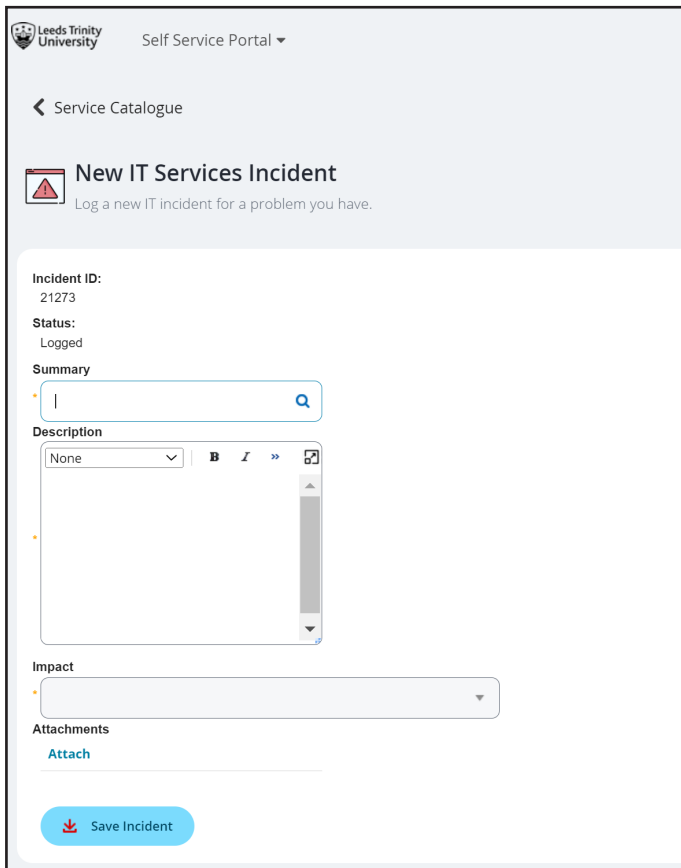 Leeds Trinity
University
Self Service Portal
Service Catalogue
New IT Services Incident
Log a new IT incident for a problem you have.
Incident ID:
21273
Status:
Logged
Summary
*
Description
None B I »
*
Impact
*
Attachments
Attach
Save Incident